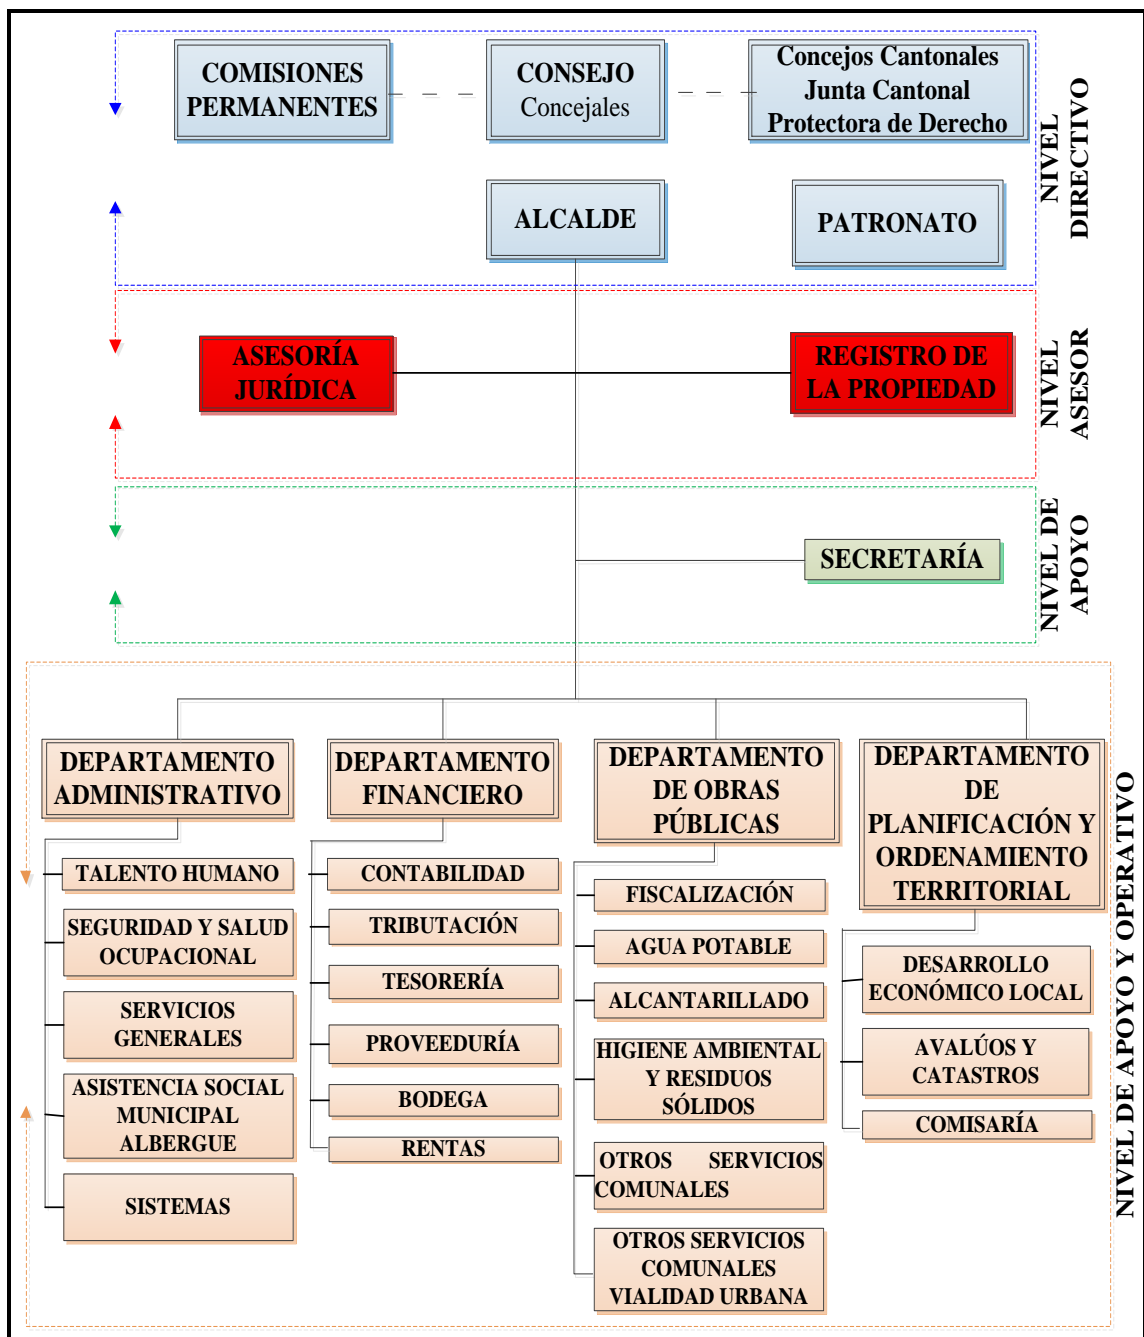 COMISIONES
PERMANENTES
CONSEJO
Concejales
Concejos Cantonales
Junta Cantonal
Protectora de Derecho
ALCALDE
PATRONATO
NIVEL
DIRECTIVO
ASESORÍA
JURÍDICA
REGISTRO DE
LA PROPIEDAD
NIVEL
ASESOR
SECRETARÍA
NIVEL DE
APOYO
DEPARTAMENTO
ADMINISTRATIVO
TALENTO HUMANO
SEGURIDAD Y SALUD
OCUPACIONAL
SERVICIOS
GENERALES
ASISTENCIA SOCIAL
MUNICIPAL
ALBERGUE
SISTEMAS
DEPARTAMENTO
FINANCIERO
CONTABILIDAD
TRIBUTACIÓN
TESORERÍA
PROVEEDURÍA
BODEGA
RENTAS
DEPARTAMENTO
DE OBRAS
PÚBLICAS
FISCALIZACIÓN
AGUA POTABLE
ALCANTARILLADO
HIGIENE AMBIENTAL
Y RESIDUOS
SÓLIDOS
OTROS SERVICIOS
COMUNALES
OTROS SERVICIOS
COMUNALES
VIALIDAD URBANA
DEPARTAMENTO
DE
PLANIFICACIÓN Y
ORDENAMIENTO
TERRITORIAL
DESARROLLO
ECONÓMICO LOCAL
AVALÚOS Y
CATASTROS
COMISARÍA
NIVEL DE APOYO Y OPERATIVO